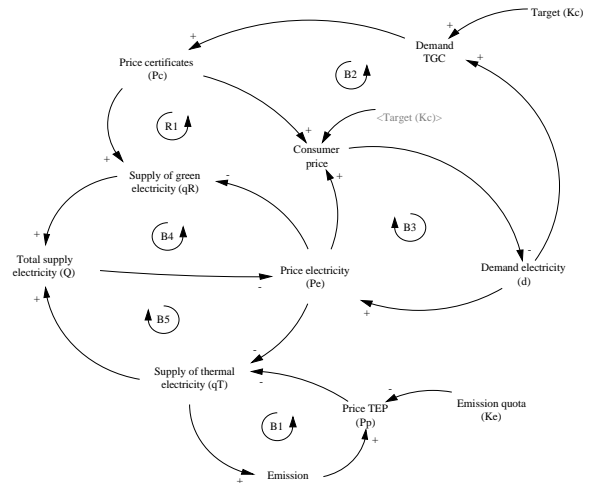 Target (Kc)
+
+
Demand
TGC
+
Price certificates
(Pc)
B2
<Target (Kc)>
R1
+
Consumer
price
+
+
Supply of green
electricity (qR)
-
+
B4
B3
-
Total supply
electricity (Q)
+
-
Price electricity
(Pe)
Demand electricity
(d)
+
B5
-
Supply of thermal
electricity (qT)
-
-
Price TEP
(Pp)
Emission quota
(Ke)
B1
+
+
Emission